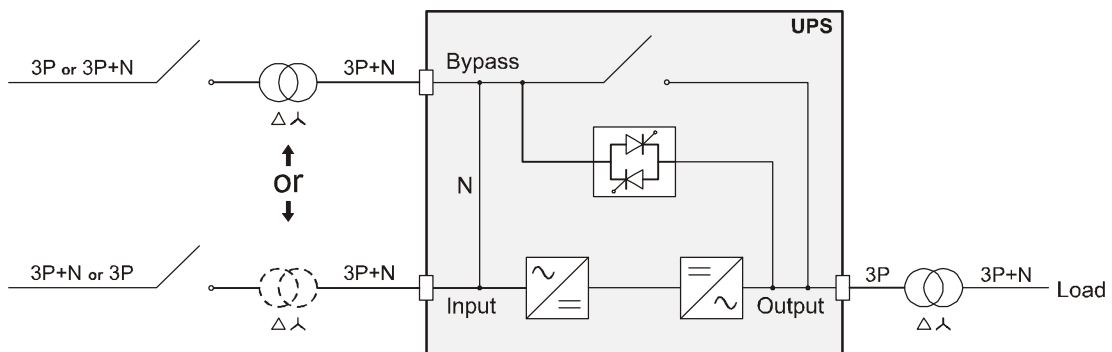 UPS
3P or 3P+N
3P+N
Bypass
or
N
3P+N or 3P
3P+N
Input
Output
3P
3P+N
Load